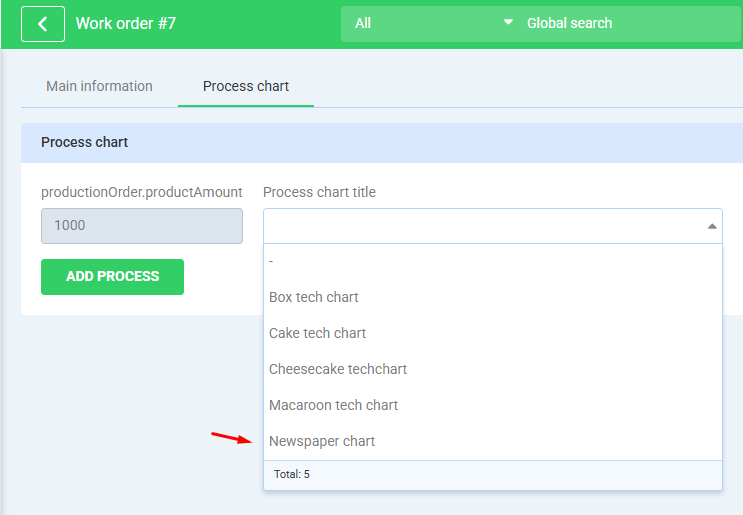 Work order #7
All
Global search
Main information
Process chart
Process chart
productionOrder.productAmount
Process chart title
1000
ADD PROCESS
-
Box tech chart
Cake tech chart
Cheesecake techchart
Macaroon tech chart
Newspaper chart
Total: 5